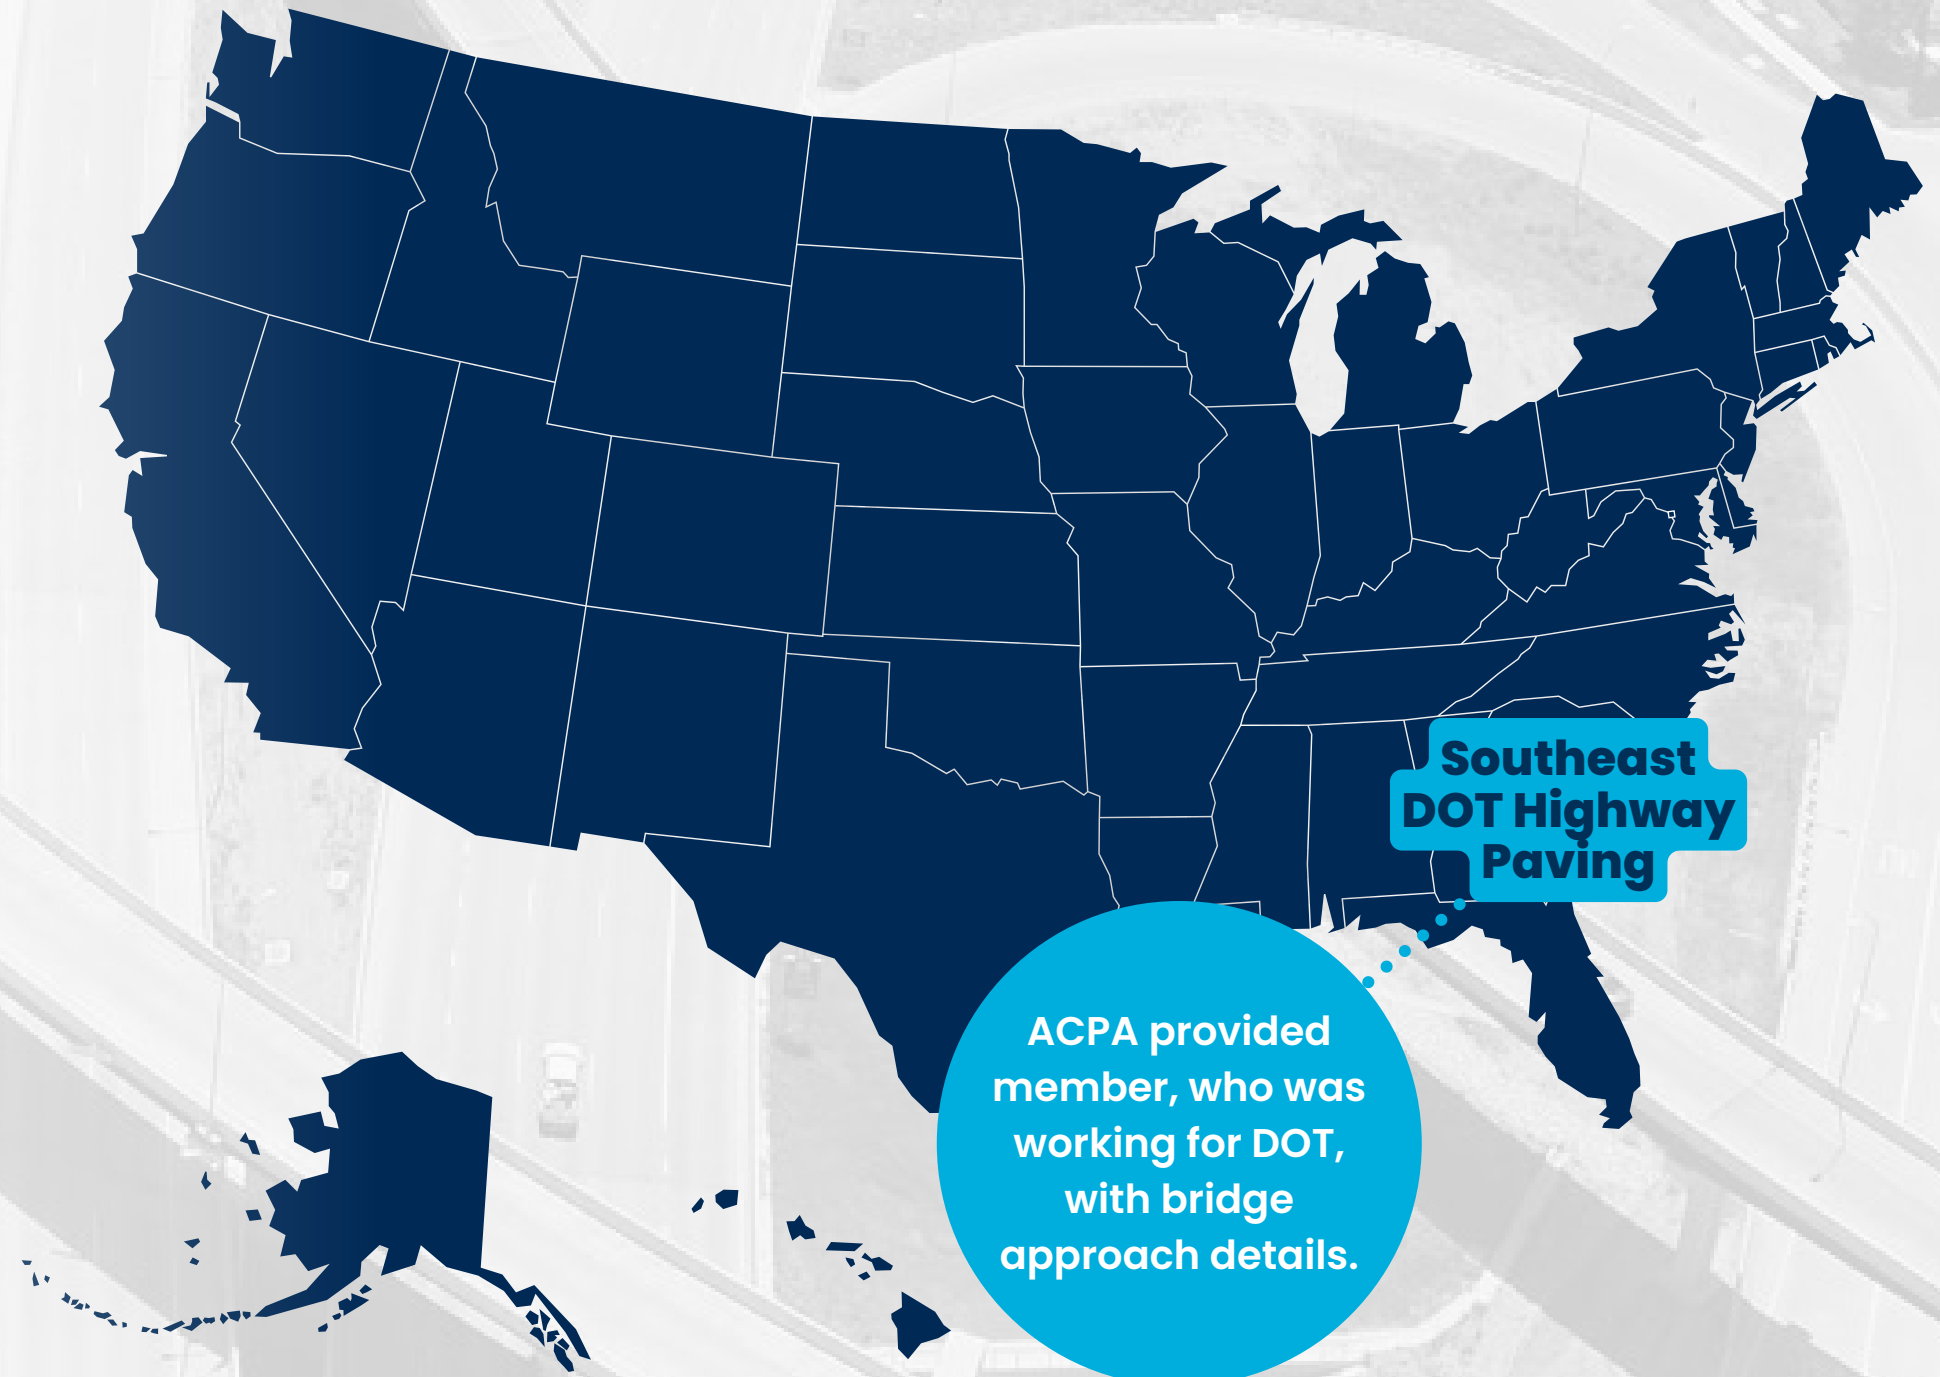 Southeast
DOT Highway
Paving
ACPA provided
member, who was
working for DOT,
with bridge
approach details.